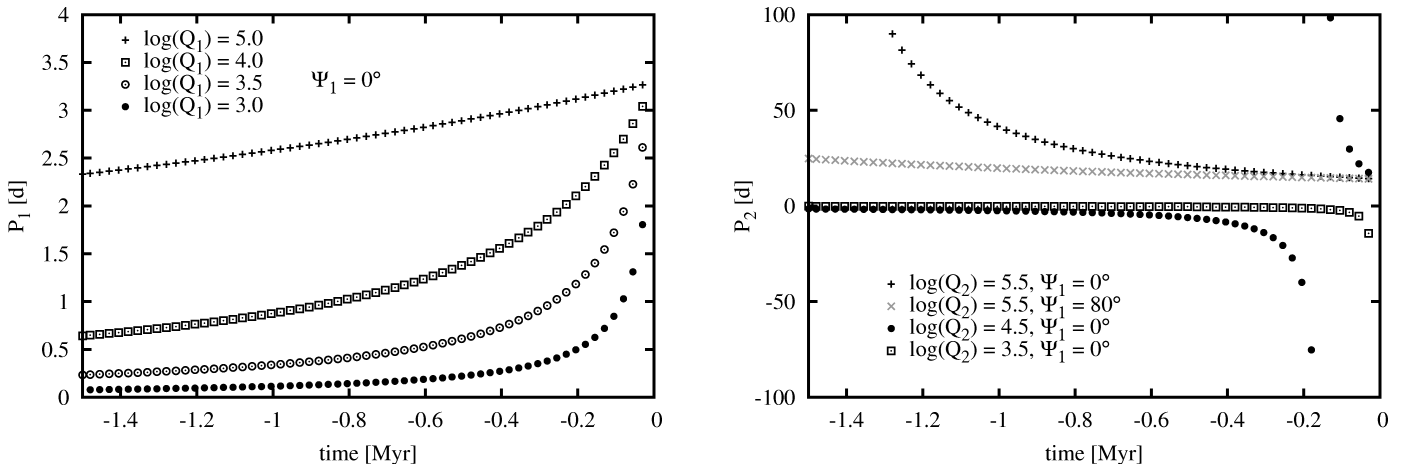 4
3.5
3
2.5
2
1.5
1
0.5
0
P1 [d]
log(Q1) = 5.0
log(Q1) = 4.0
log(Q1) = 3.5
log(Q1) = 3.0
Ψ1 = 0°
-1.4 -1.2 -1 -0.8 -0.6 -0.4 -0.2 0
time [Myr]
100
50
0
-50
-100
P2 [d]
log(Q2) = 5.5, Ψ1 = 0°
log(Q2) = 5.5, Ψ1 = 80°
log(Q2) = 4.5, Ψ1 = 0°
log(Q2) = 3.5, Ψ1 = 0°
-1.4 -1.2 -1 -0.8 -0.6 -0.4 -0.2 0
time [Myr]